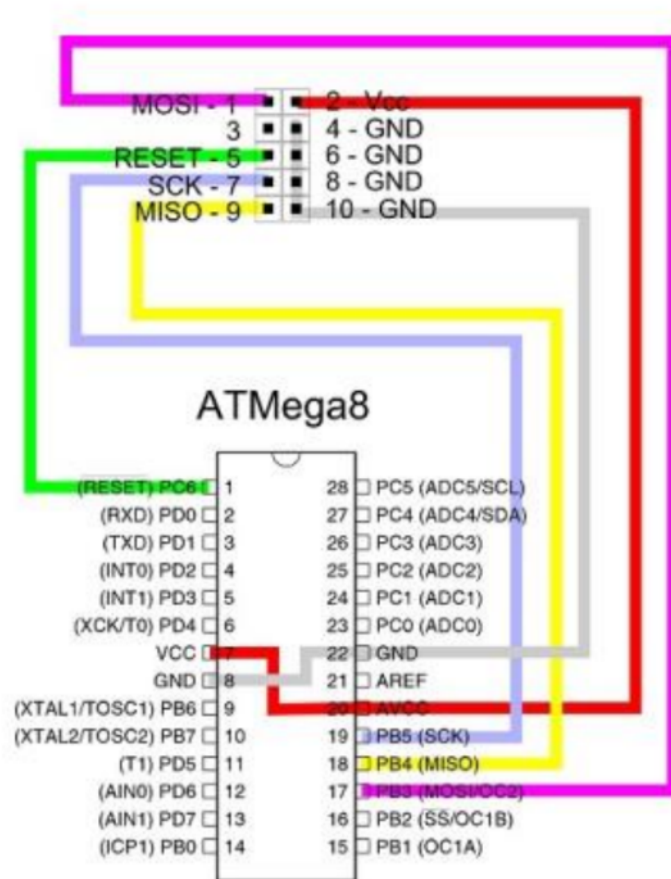 MOSI - 1 2 - Vcc
3 4 - GND
RESET - 5 6 - GND
SCK - 7 8 - GND
MISO - 9 10 - GND
ATMega8
(RESET) PC6 1 28 PC5 (ADC5/SCL)
(RXD) PD0 2 27 PC4 (ADC4/SDA)
(TXD) PD1 3 26 PC3 (ADC3)
(INT0) PD2 4 25 PC2 (ADC2)
(INT1) PD3 5 24 PC1 (ADC1)
(XCK/T0) PD4 6 23 PC0 (ADC0)
VCC 7 22 GND
GND 8 21 AREF
(XTAL1/TOSC1) PB6 9 20 AVCC
(XTAL2/TOSC2) PB7 10 19 PB5 (SCK)
(T1) PD5 11 18 PB4 (MISO)
(AIN0) PD6 12 17 PB3 (MOSI/OC2)
(AIN1) PD7 13 16 PB2 (SS/OC1B)
(ICP1) PB0 14 15 PB1 (OC1A)